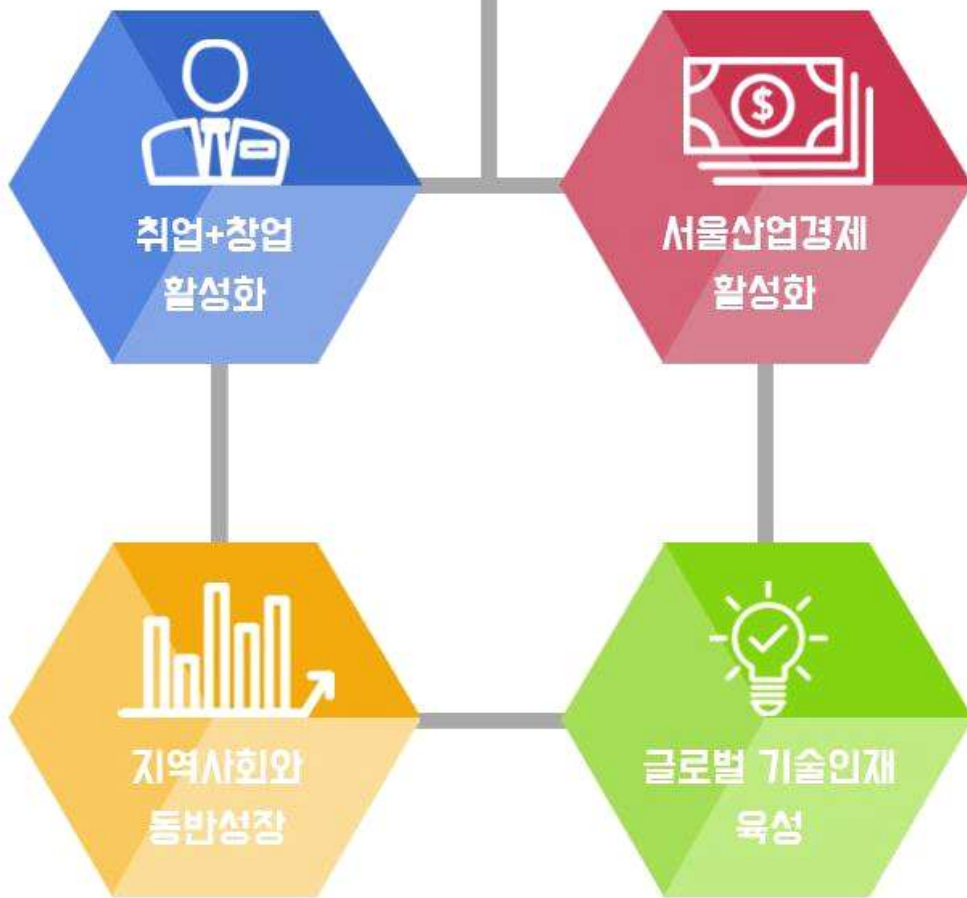 취업+창업
활성화
서울산업경제
활성화
지역사회와
동반성장
글로벌 기술인재
육성